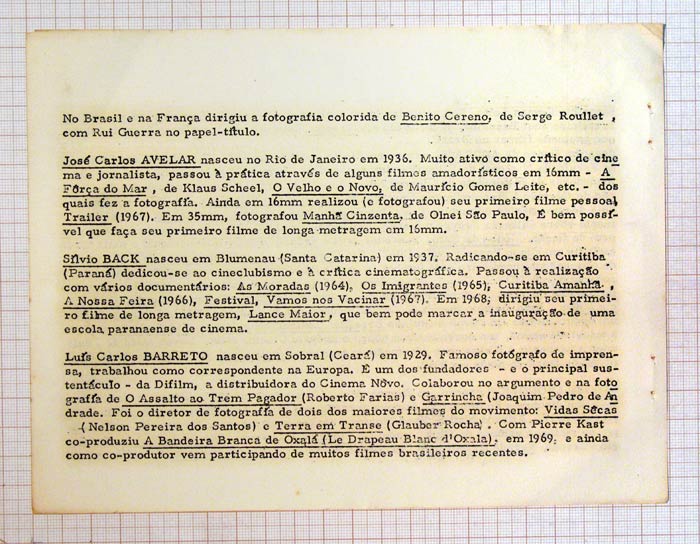 No Brasil e na França dirigiu a fotografia colorida de Benito Cereno, de Serge Roullet ,
com Rui Guerra no papel-título.
José Carlos AVELAR nasceu no Rio de Janeiro em 1936. Muito ativo como crítico de cine
ma e jornalista, passou à prática através de alguns filmes amadorísticos em 16mm - A
Fôrça do Mar , de Klaus Scheel, O Velho e o Novo, de Maurício Gomes Leite, etc. - dos
quais fez a fotografia. Ainda em 16mm realizou (e fotografou) seu primeiro filme pessoal,
Trailer (1967). Em 35mm, fotografou Manhã Cinzenta, de Olnei São Paulo, É bem possí-
vel que faça seu primeiro filme de longa metragem em 16mm.
Sílvio BACK nasceu em Blumenau (Santa Catarina) em 1937. Radicando-se em Curitiba
(Paraná) dedicou-se ao cineclubismo e à crítica cinematográfica. Passou à realização
com vários documentários: As Moradas (1964), Os Imigrantes (1965), Curitiba Amanhã ,
A Nossa Feira (1966), Festival, Vamos nos Vacinar (1967). Em 1968, dirigiu seu primei-
ro filme de longa metragem, Lance Maior, que bem pode marcar a inauguração de uma
escola paranaense de cinema.
Luís Carlos BARRETO nasceu em Sobral (Ceará) em 1929. Famoso fotógrafo de impren-
sa, trabalhou como correspondente na Europa. É um dos fundadores - e o principal sus-
tentáculo - da Difilm, a distribuidora do Cinema Nôvo. Colaborou no argumento e na foto
grafia de O Assalto ao Trem Pagador (Roberto Farias) e Garrincha (Joaquim Pedro de An
drade. Foi o diretor de fotografia de dois dos maiores filmes do movimento: Vidas Sêcas
(Nelson Pereira dos Santos) e Terra em Transe (Glauber Rocha) . Com Pierre Kast
co-produziu A Bandeira Branca de Oxalá (Le Drapeau Blanc d'Oxala), em 1969, e ainda
como co-produtor vem participando de muitos filmes brasileiros recentes.